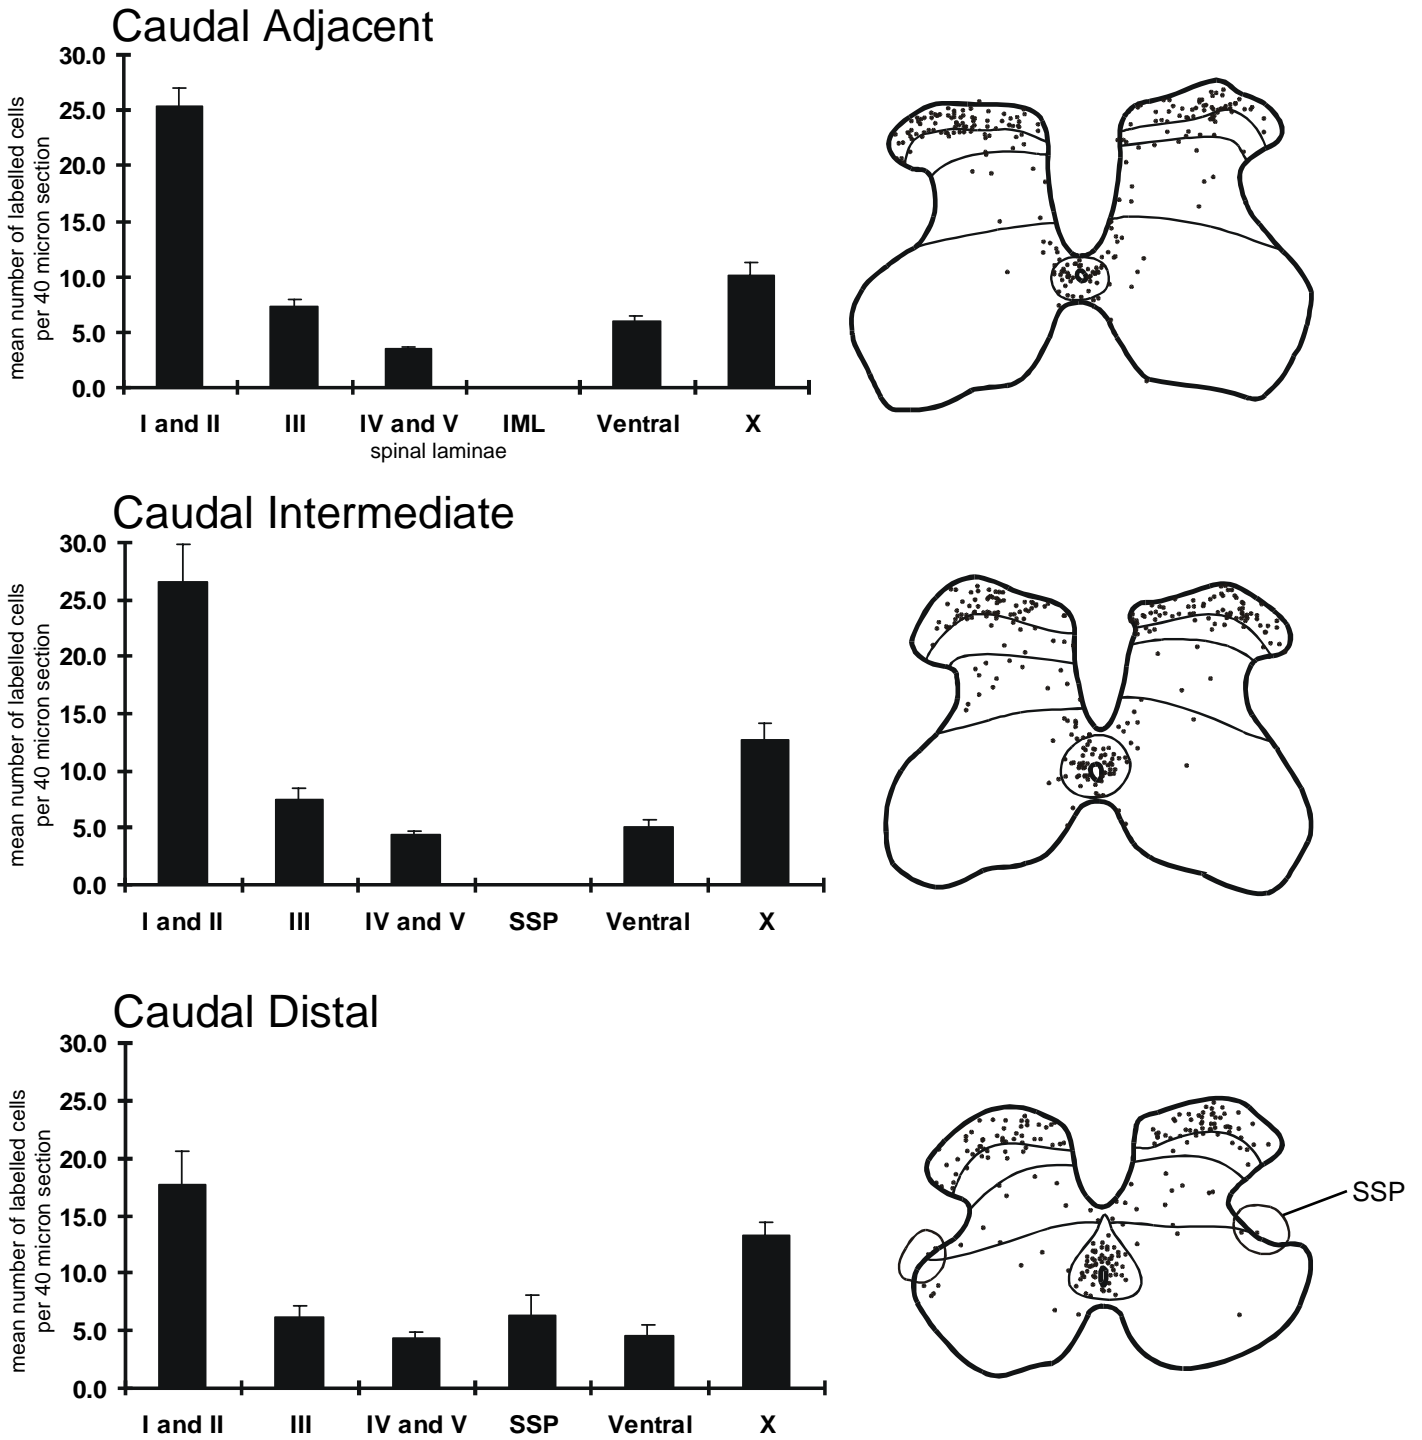 Caudal Adjacent
mean number of labelled cells
per 40 micron section
30.0
25.0
20.0
15.0
10.0
5.0
0.0
I and II III IV and V IML Ventral X
spinal laminae
Caudal Intermediate
mean number of labelled cells
per 40 micron section
30.0
25.0
20.0
15.0
10.0
5.0
0.0
I and II III IV and V SSP Ventral X
Caudal Distal
mean number of labelled cells
per 40 micron section
30.0
25.0
20.0
15.0
10.0
5.0
0.0
I and II III IV and V SSP Ventral X
SSP